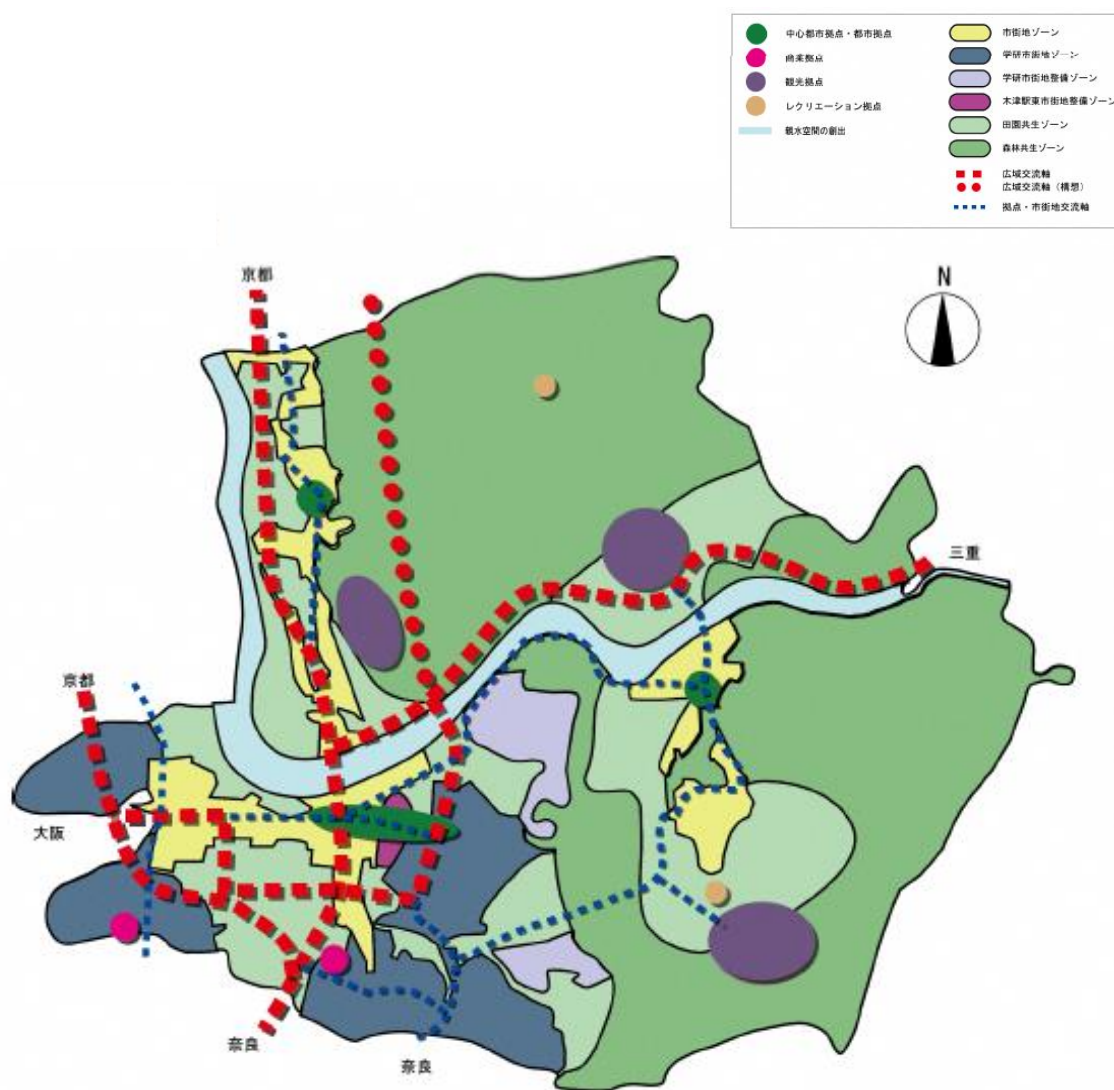 中心都市拠点・都市拠点
商業拠点
観光拠点
レクリエーション拠点
親水空間の創出
市街地ゾーン
学研市街地ゾーン
学研市街地整備ゾーン
木津駅東市街地整備ゾーン
田園共生ゾーン
森林共生ゾーン
広域交流軸
広域交流軸（構想）
拠点・市街地交流軸
京都
N
三重
京都
大阪
奈良
奈良